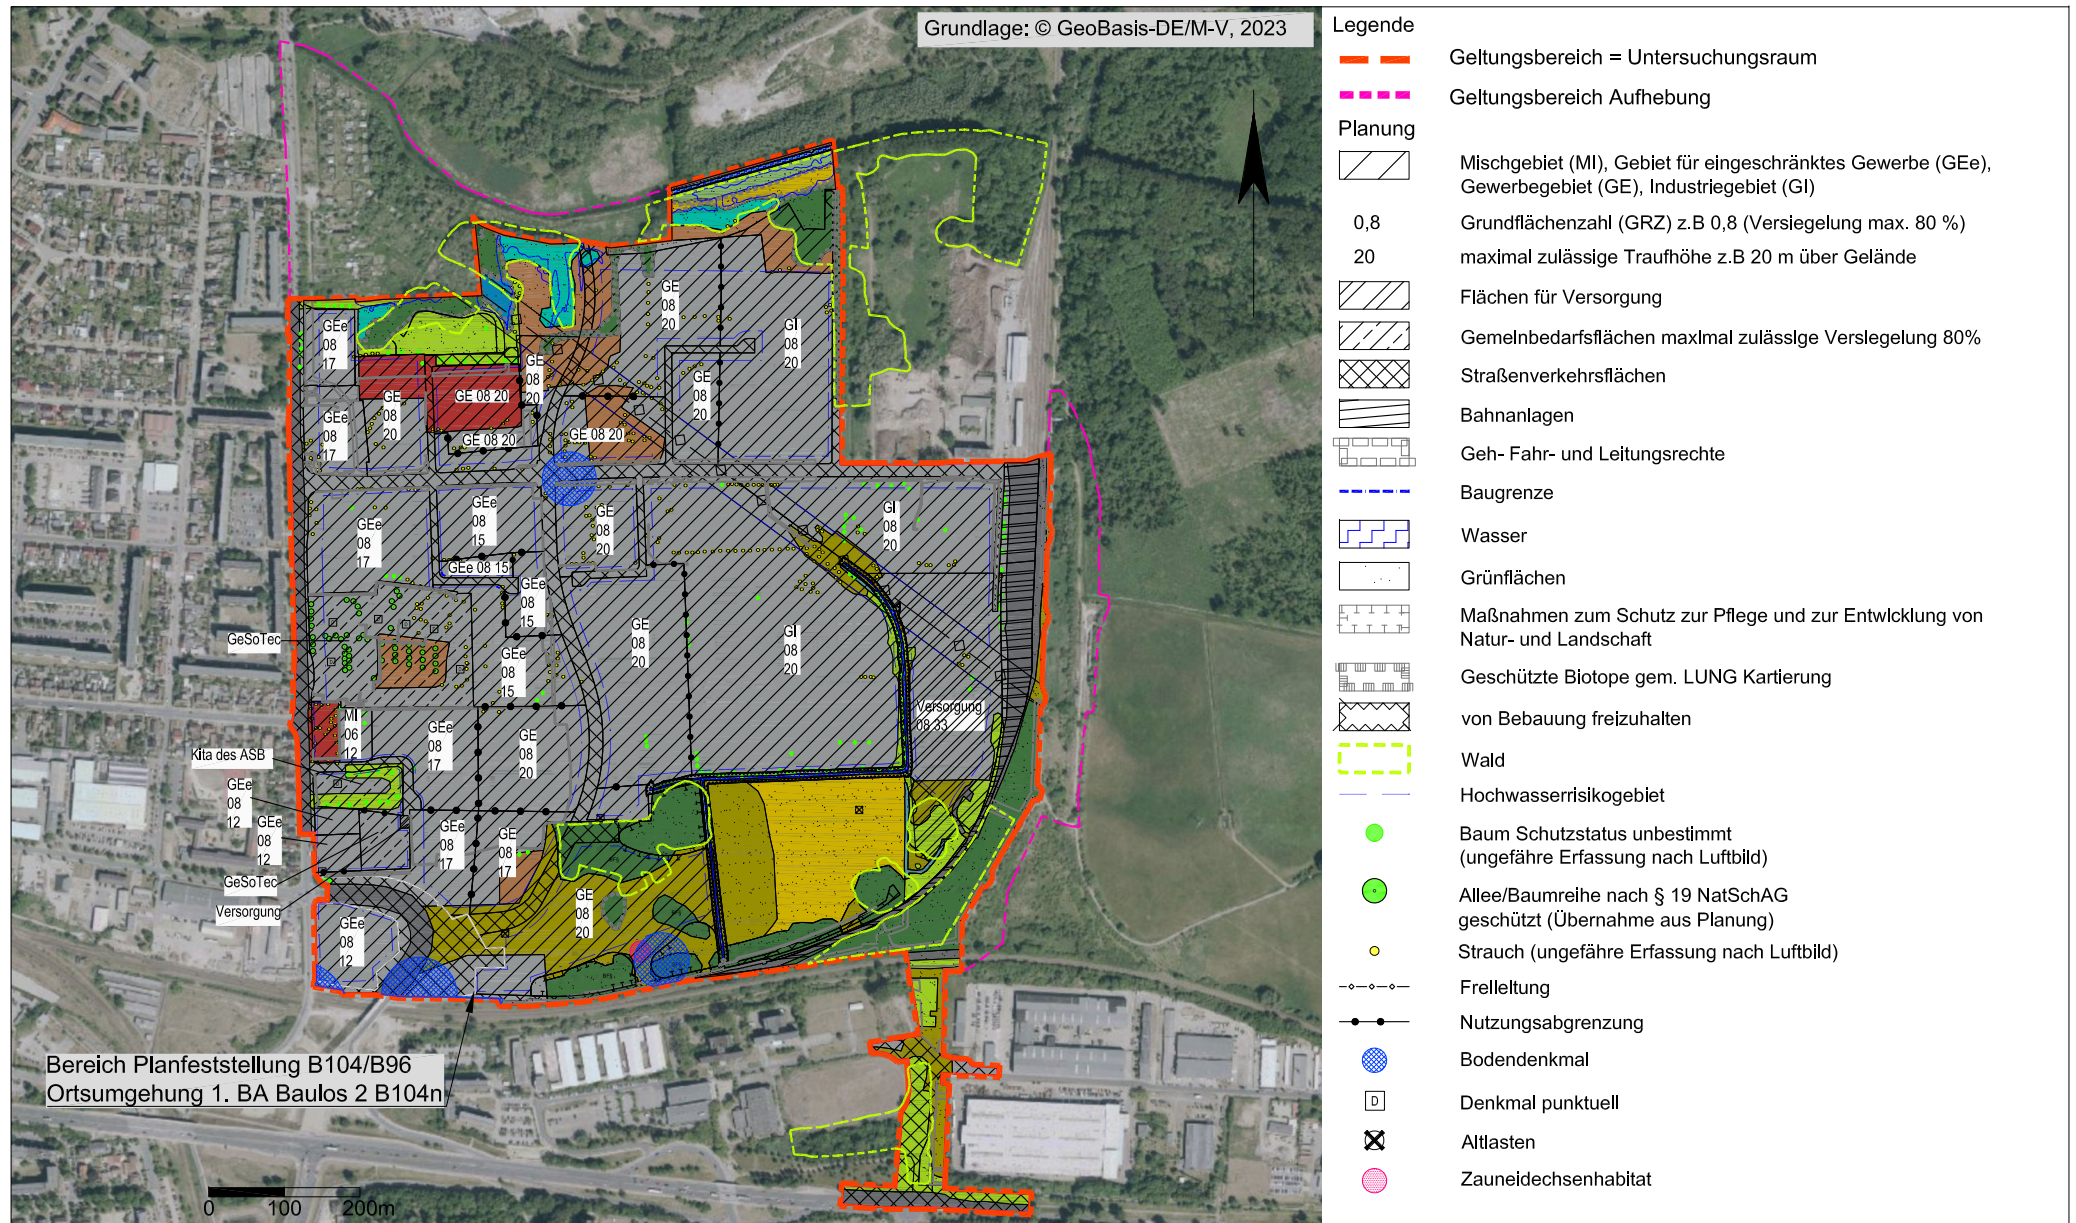 Grundlage: © GeoBasis-DE/M-V, 2023
GEe
08
17
GE
08
20
GI
08
20
GE
08
20
GE
08
20
GE 08 20
GE
08
20
GEe
08
17
GE 08 20
GE 08 20
GEe
08
17
GEe
08
15
GE
08
20
GI
08
20
GEe 08 15
GEe
08
15
GE
08
20
GI
08
20
GeSoTec
GEe
08
15
Versorgung
08 33
MI
06
12
GEe
08
17
GE
08
20
Kita des ASB
GEe
08
12
GEe
08
12
GEe
08
17
GE
08
17
GeSoTec
Versorgung
GE
08
20
GEe
08
12
Bereich Planfeststellung B104/B96
Ortsumgehung 1. BA Baulos 2 B104n
0 100 200m
Legende
Geltungsbereich = Untersuchungsraum
Geltungsbereich Aufhebung
Planung
Mischgebiet (MI), Gebiet für eingeschränktes Gewerbe (GEe),
Gewerbegebiet (GE), Industriegebiet (GI)
0,8 Grundflächenzahl (GRZ) z.B 0,8 (Versiegelung max. 80 %)
20 maximal zulässige Traufhöhe z.B 20 m über Gelände
Flächen für Versorgung
Gemeinbedarfsflächen maximal zulässige Versiegelung 80%
Straßenverkehrsflächen
Bahnanlagen
Geh- Fahr- und Leitungsrechte
Baugrenze
Wasser
Grünflächen
Maßnahmen zum Schutz zur Pflege und zur Entwicklung von
Natur- und Landschaft
Geschützte Biotope gem. LUNG Kartierung
von Bebauung freizuhalten
Wald
Hochwasserrisikogebiet
Baum Schutzstatus unbestimmt
(ungefähre Erfassung nach Luftbild)
Allee/Baumreihe nach § 19 NatSchAG
geschützt (Übernahme aus Planung)
Strauch (ungefähre Erfassung nach Luftbild)
Freileitung
Nutzungsabgrenzung
Bodendenkmal
D Denkmal punktuell
Altlasten
Zauneidechsenhabitat